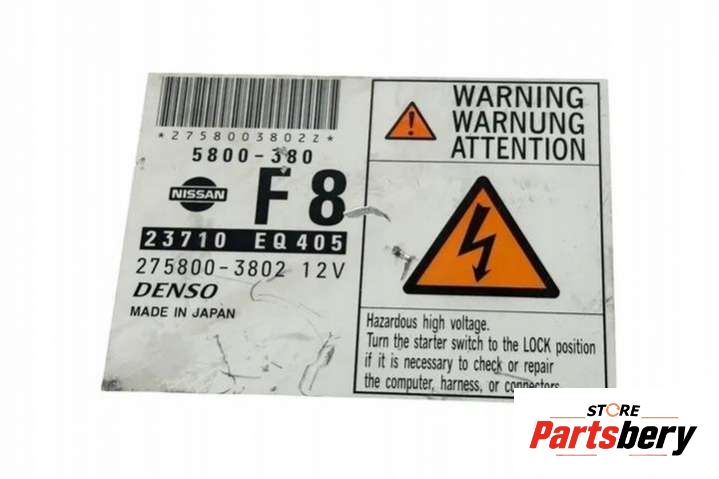 *2758003802Z*
5800-380
NISSAN
F8
23710 EQ405
275800-3802 12V
DENSO
MADE IN JAPAN
WARNING
WARNUNG
ATTENTION
Hazardous high voltage.
Turn the starter switch to the LOCK position
if it is necessary to check or repair
the computer, harness, or connectors
STORE
Partsbery